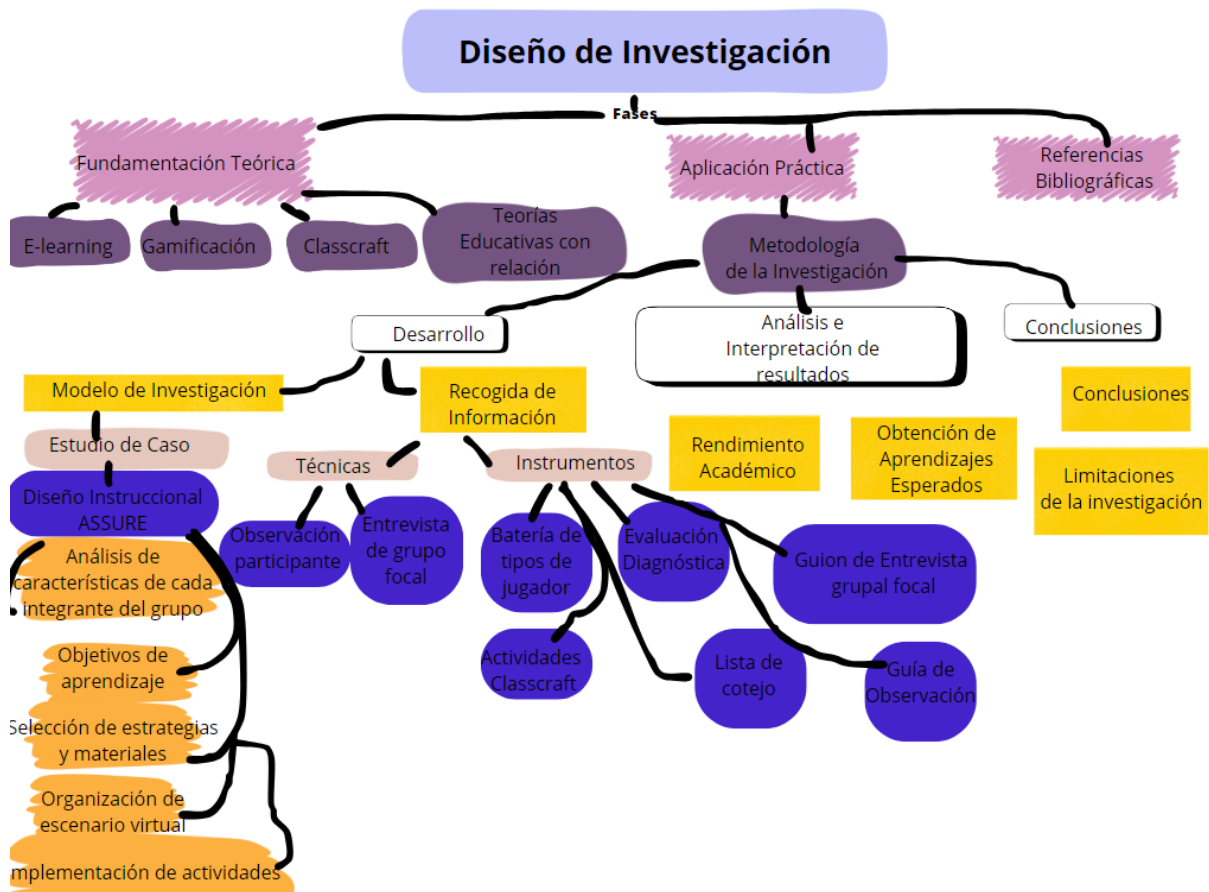 Diseño de Investigación
Fases
Fundamentación Teórica
Aplicación Práctica
Referencias
Bibliográficas
E-learning
Gamificación
Classcraft
Teorías
Educativas con
relación
Metodología
de la Investigación
Desarrollo
Análisis e
Interpretación de
resultados
Conclusiones
Modelo de Investigación
Recogida de
Información
Conclusiones
Estudio de Caso
Técnicas
Instrumentos
Rendimiento
Académico
Obtención de
Aprendizajes
Esperados
Limitaciones
de la investigación
Diseño Instruccional
ASSURE
Observación
participante
Entrevista
de grupo
focal
Batería de
tipos de
jugador
Evaluación
Diagnóstica
Guion de Entrevista
grupal focal
Análisis de
características de cada
integrante del grupo
Objetivos de
aprendizaje
Actividades
Classcraft
Lista de
cotejo
Guía de
Observación
Selección de estrategias
y materiales
Organización de
escenario virtual
mplementación de actividades